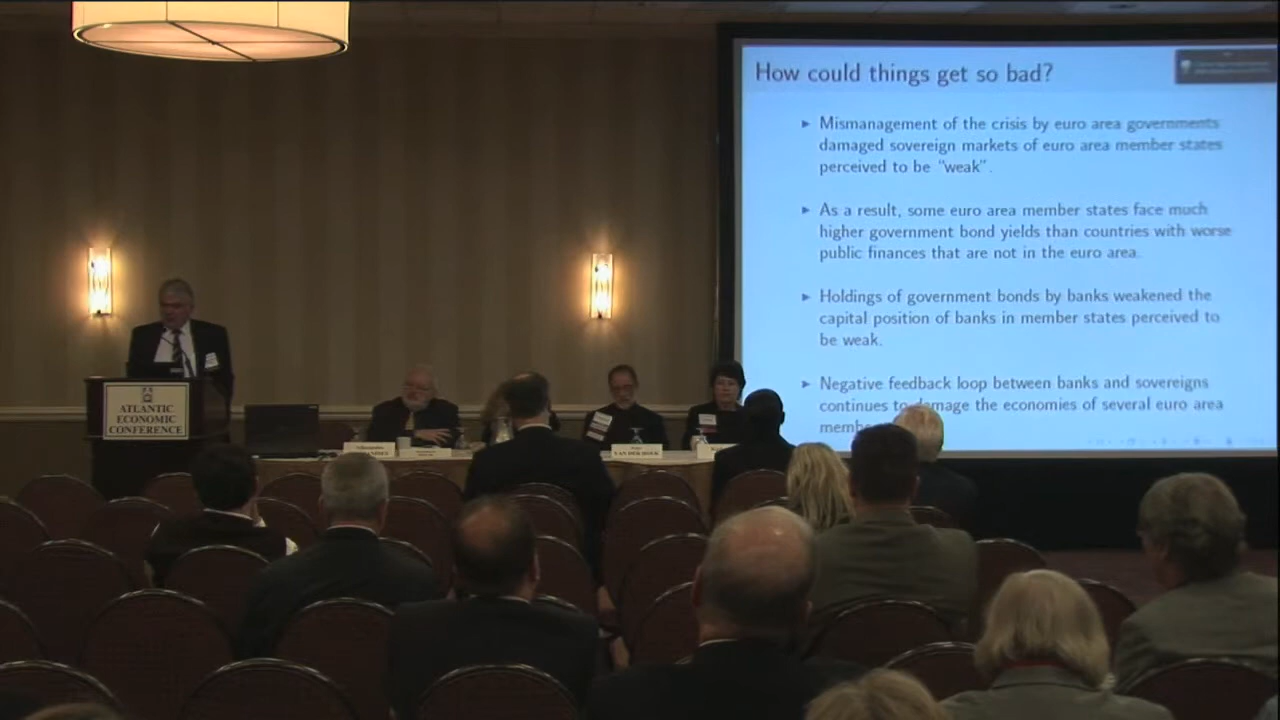 How could things get so bad?
► Mismanagement of the crisis by euro area governments
damaged sovereign markets of euro area member states
perceived to be "weak".
► As a result, some euro area member states face much
higher government bond yields than countries with worse
public finances that are not in the euro area.
► Holdings of government bonds by banks weakened the
capital position of banks in member states perceived to
be weak.
► Negative feedback loop between banks and sovereigns
continues to damage the economies of several euro area
ATLANTIC
ECONOMIC
CONFERENCE
VAN DER HOEK